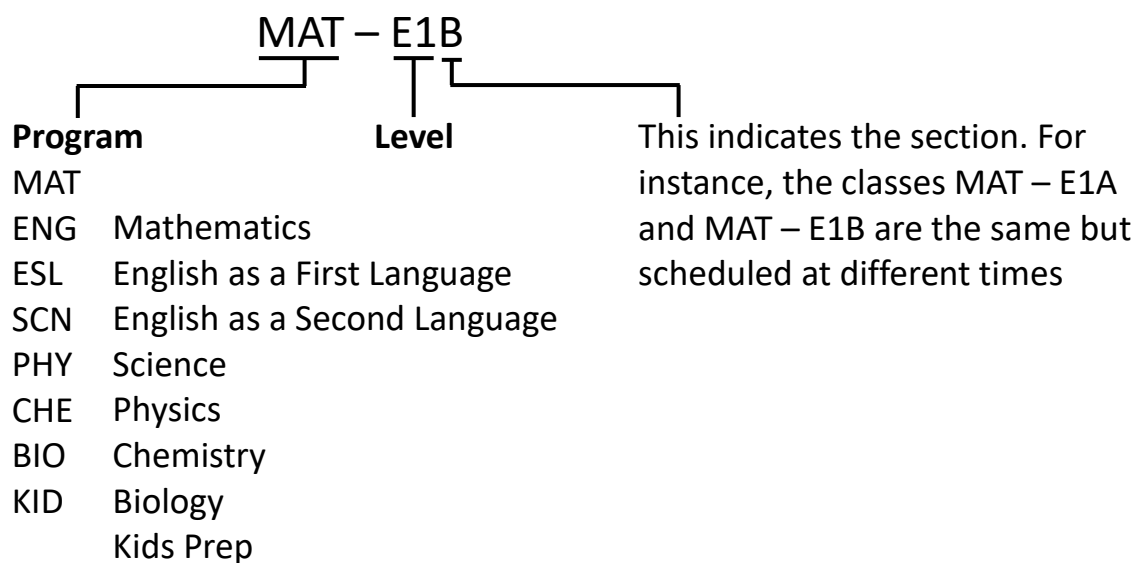 MAT – E1B
Program
Level
MAT
ENG Mathematics
ESL English as a First Language
SCN English as a Second Language
PHY Science
CHE Physics
BIO Chemistry
KID Biology
Kids Prep
This indicates the section. For
instance, the classes MAT – E1A
and MAT – E1B are the same but
scheduled at different times